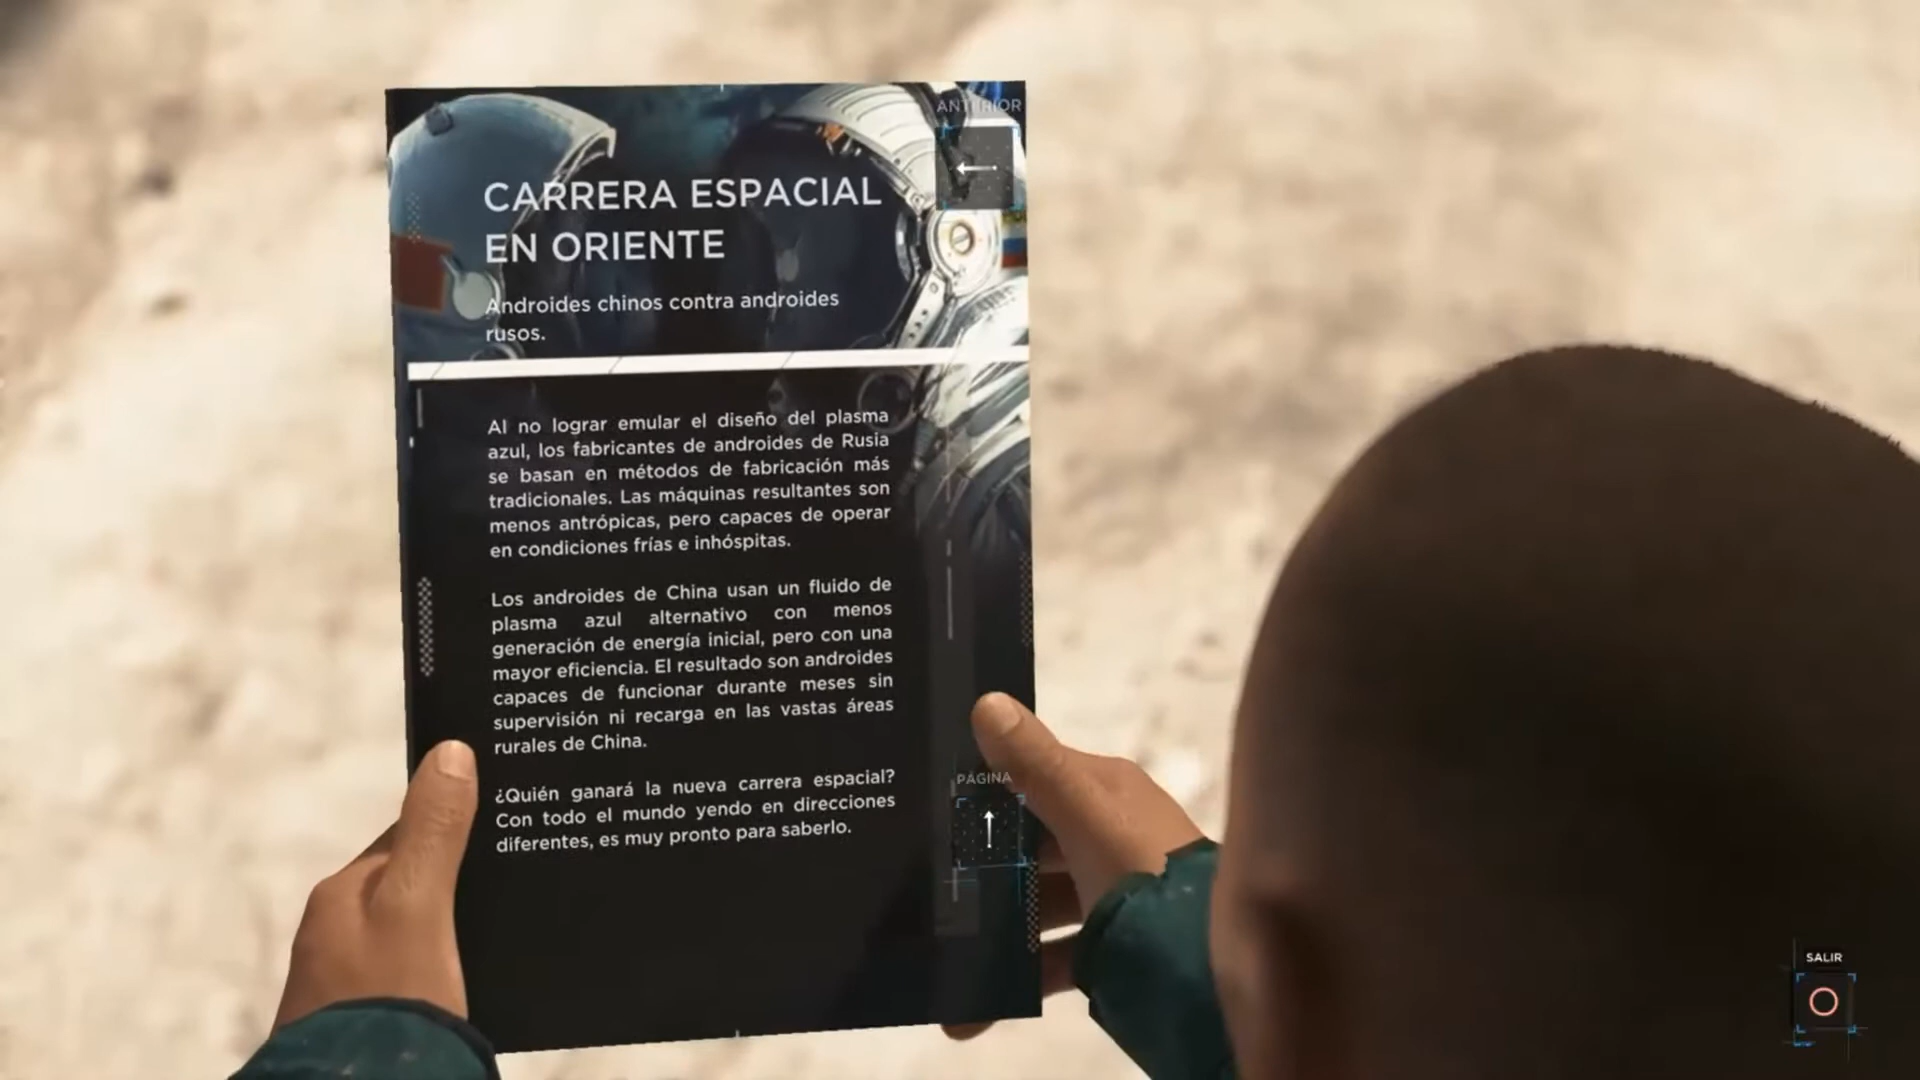 ANTERIOR
CARRERA ESPACIAL
EN ORIENTE
Androides chinos contra androides
rusos.
Al no lograr emular el diseño del plasma
azul, los fabricantes de androides de Rusia
se basan en métodos de fabricación más
tradicionales. Las máquinas resultantes son
menos antrópicas, pero capaces de operar
en condiciones frías e inhóspitas.
Los androides de China usan un fluido de
plasma azul alternativo con menos
generación de energía inicial, pero con una
mayor eficiencia. El resultado son androides
capaces de funcionar durante meses sin
supervisión ni recarga en las vastas áreas
rurales de China.
¿Quién ganará la nueva carrera espacial?
Con todo el mundo yendo en direcciones
diferentes, es muy pronto para saberlo.
PÁGINA
SALIR